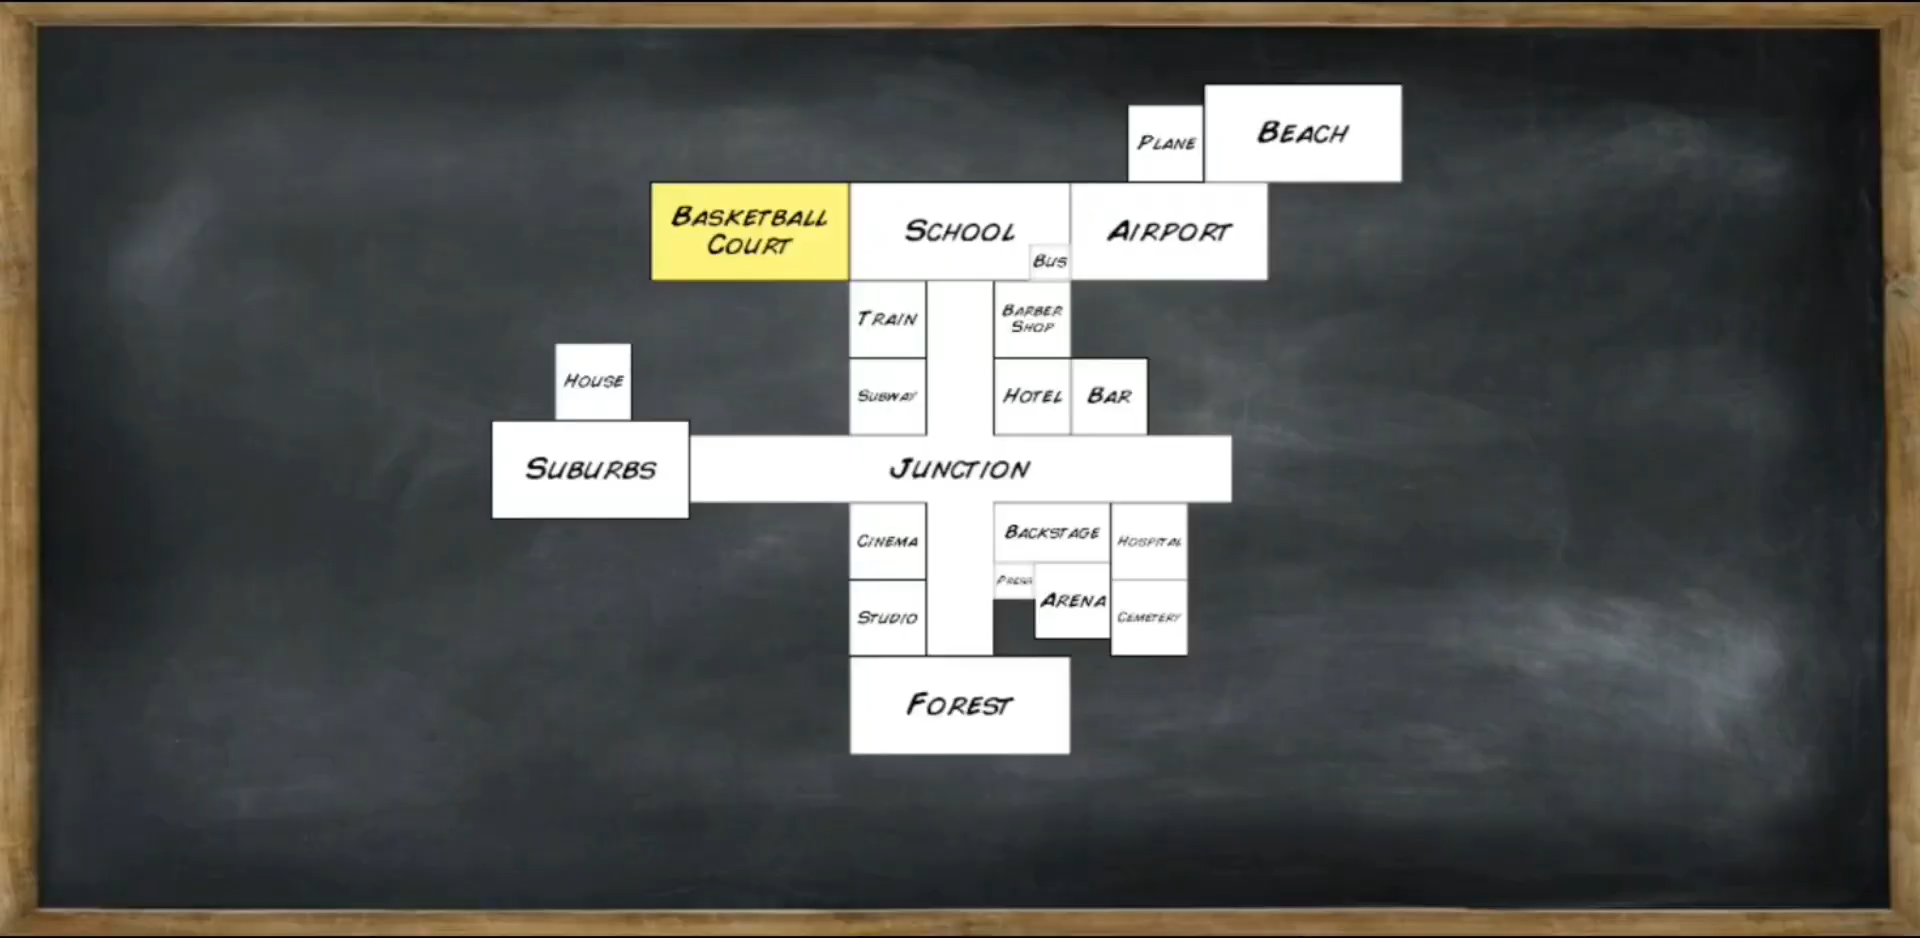 Beach
Plane
Basketball
Court
School
Airport
Bus
Train
Barber
Shop
House
Subway
Hotel
Bar
Suburbs
Junction
Cinema
Backstage
Hospital
Press
Arena
Studio
Cemetery
Forest